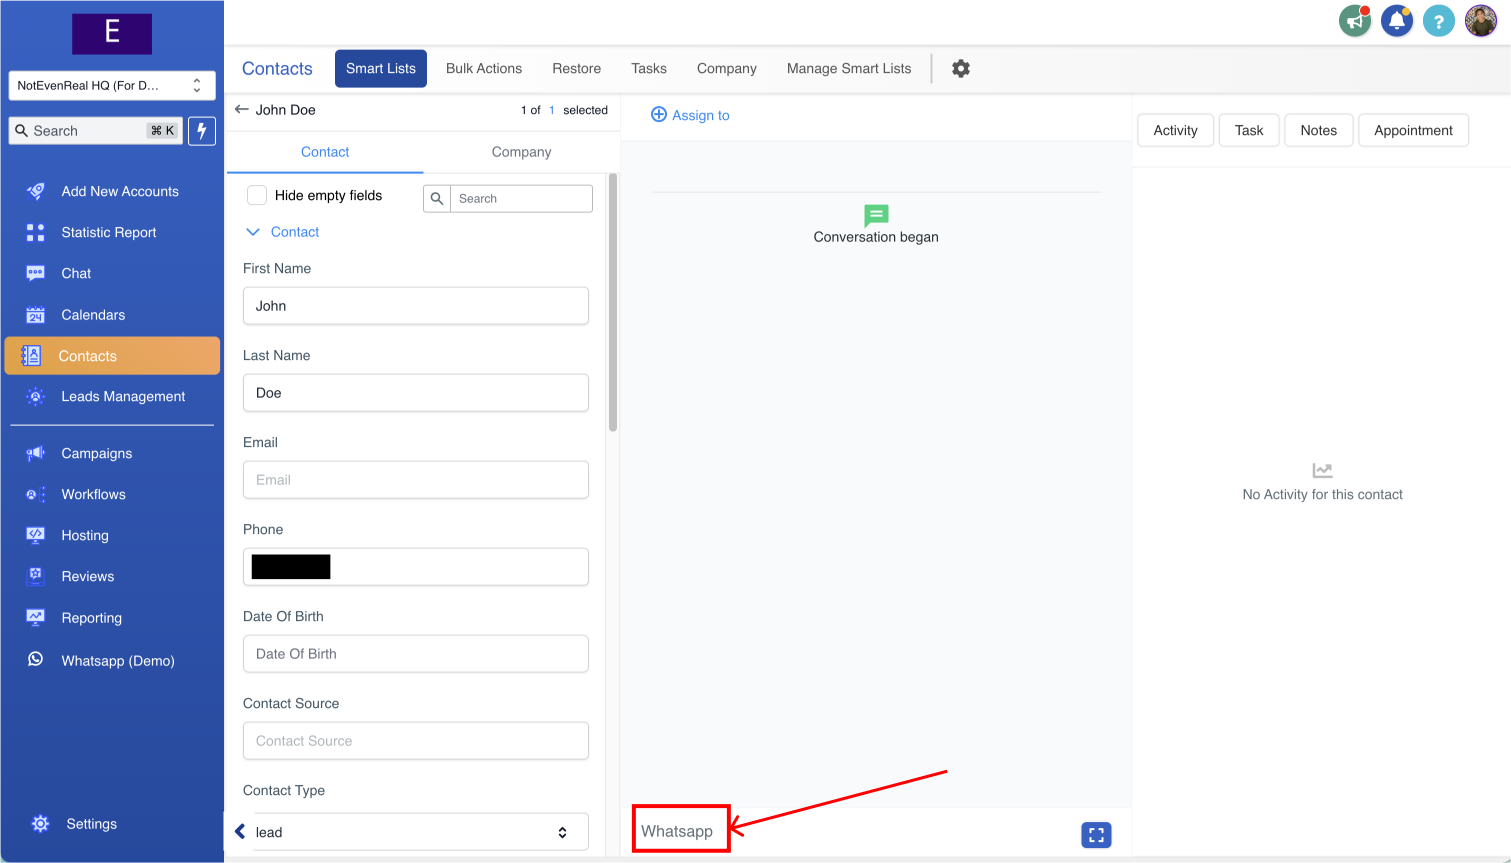 E
NotEvenReal HQ (For D...
Search ⌘ K
Add New Accounts
Statistic Report
Chat
24
Calendars
Contacts
Leads Management
Campaigns
Workflows
Hosting
Reviews
Reporting
Whatsapp (Demo)
Settings
?
Contacts Smart Lists Bulk Actions Restore Tasks Company Manage Smart Lists
← John Doe 1 of 1 selected
Contact Company
Hide empty fields Search
Contact
First Name
John
Last Name
Doe
Email
Email
Phone
Date Of Birth
Date Of Birth
Contact Source
Contact Source
Contact Type
lead
Assign to
Conversation began
Whatsapp
Activity Task Notes Appointment
No Activity for this contact